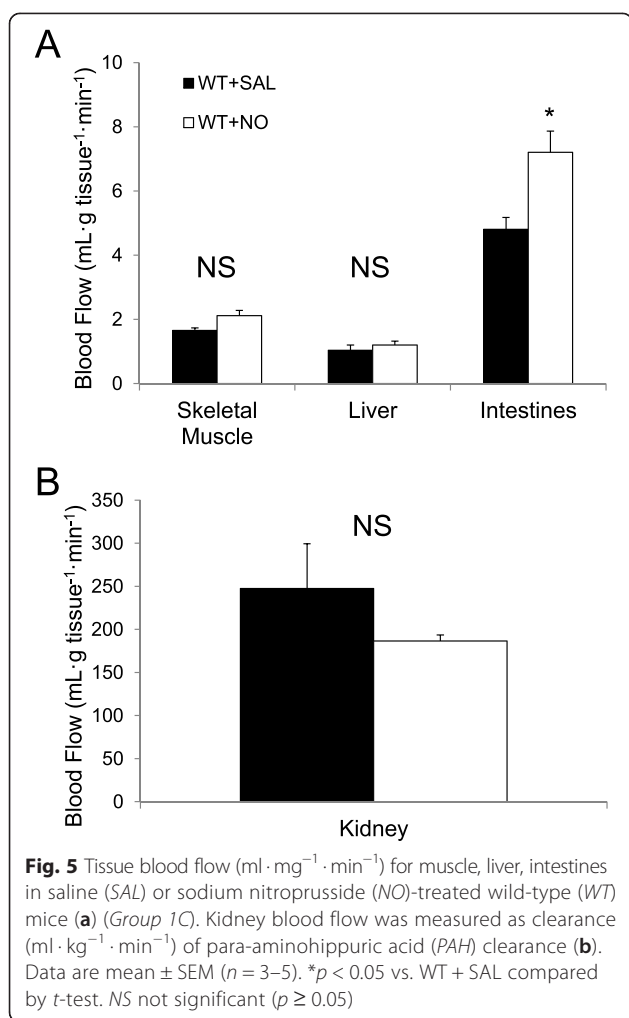 A
Blood Flow (mL·g tissue⁻¹·min⁻¹)
10
8
6
4
2
0
WT+SAL
WT+NO
NS
NS
*
Skeletal
Muscle
Liver
Intestines
B
Blood Flow (mL·g tissue⁻¹·min⁻¹)
350
300
250
200
150
100
50
0
NS
Kidney
Fig. 5 Tissue blood flow (ml · mg⁻¹ · min⁻¹) for muscle, liver, intestines
in saline (SAL) or sodium nitroprusside (NO)-treated wild-type (WT)
mice (a) (Group 1C). Kidney blood flow was measured as clearance
(ml · kg⁻¹ · min⁻¹) of para-aminohippuric acid (PAH) clearance (b).
Data are mean ± SEM (n = 3–5). *p < 0.05 vs. WT + SAL compared
by t-test. NS not significant (p ≥ 0.05)